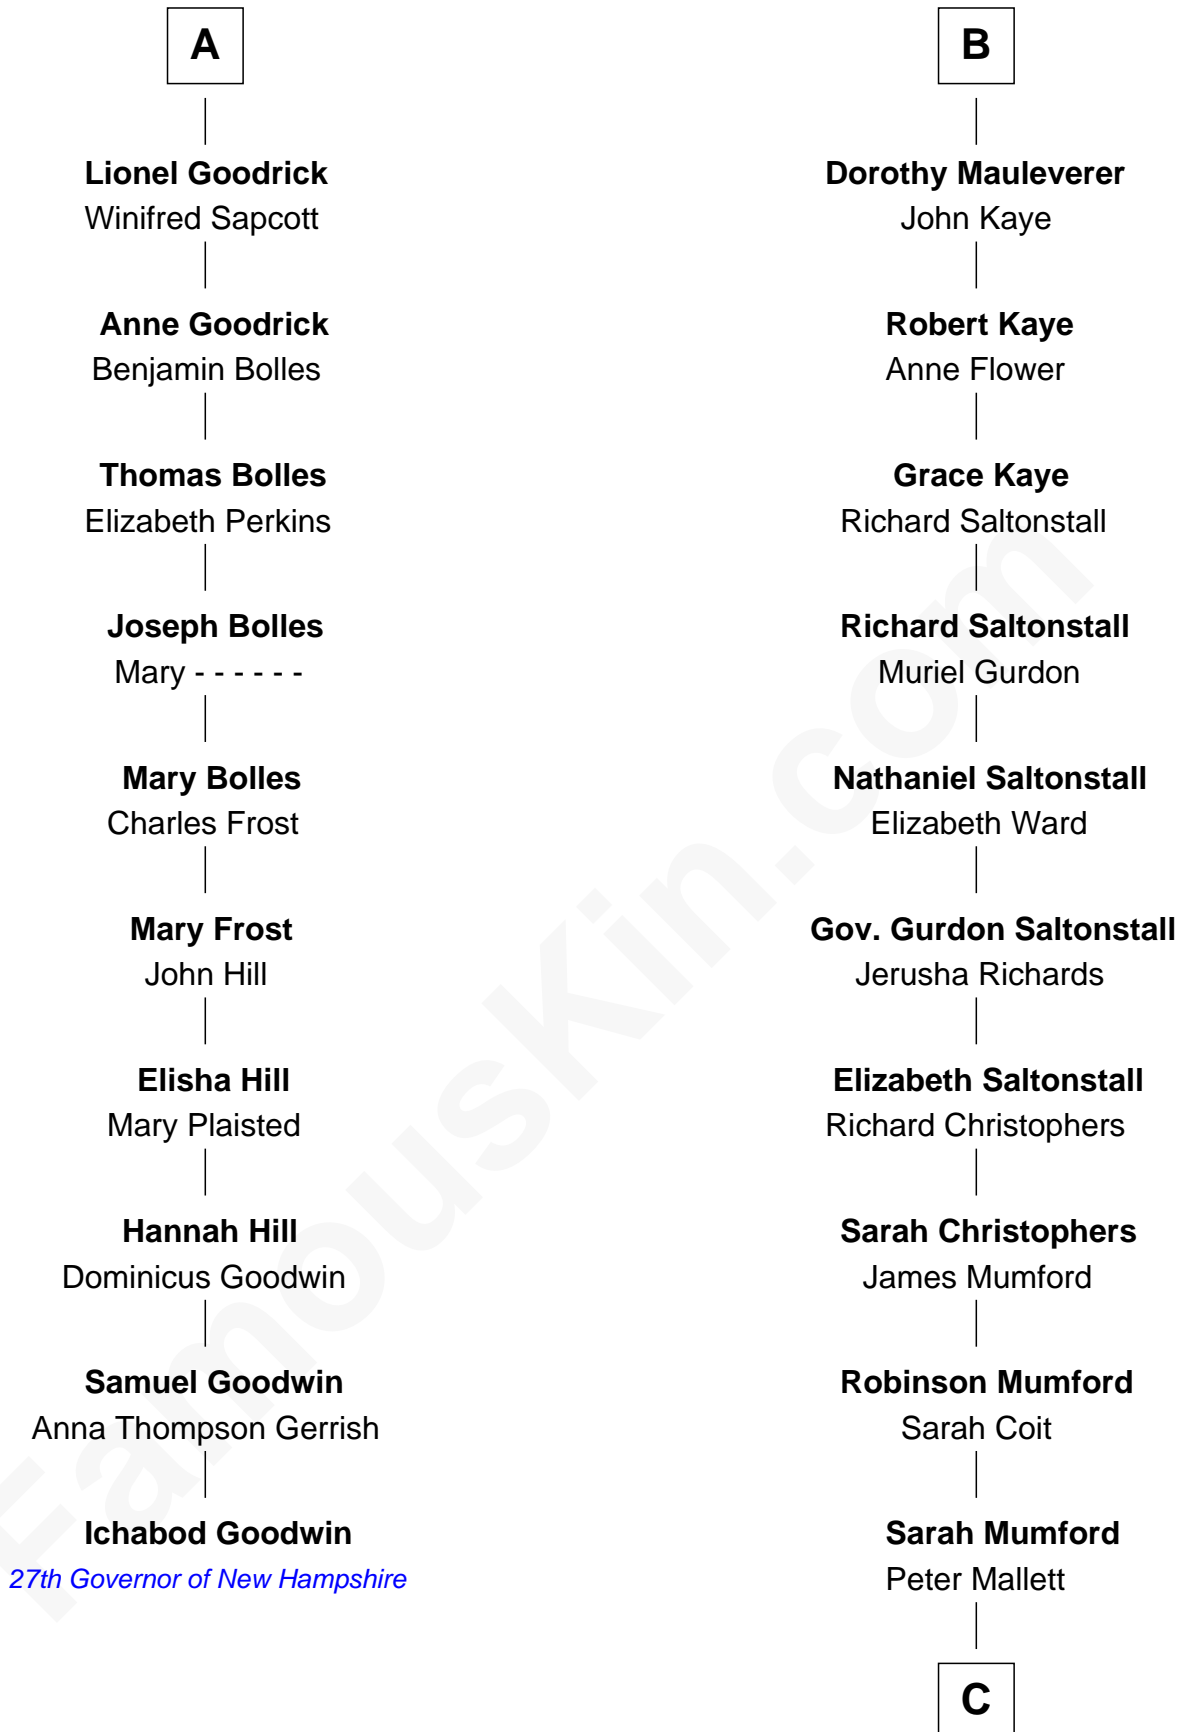 A
Lionel Goodrick
Winifred Sapcott
Anne Goodrick
Benjamin Bolles
Thomas Bolles
Elizabeth Perkins
Joseph Bolles
Mary - - - - - -
Mary Bolles
Charles Frost
Mary Frost
John Hill
Elisha Hill
Mary Plaisted
Hannah Hill
Dominicus Goodwin
Samuel Goodwin
Anna Thompson Gerrish
Ichabod Goodwin
27th Governor of New Hampshire
B
Dorothy Mauleverer
John Kaye
Robert Kaye
Anne Flower
Grace Kaye
Richard Saltonstall
Richard Saltonstall
Muriel Gurdon
Nathaniel Saltonstall
Elizabeth Ward
Gov. Gurdon Saltonstall
Jerusha Richards
Elizabeth Saltonstall
Richard Christophers
Sarah Christophers
James Mumford
Robinson Mumford
Sarah Coit
Sarah Mumford
Peter Mallett
C
FamousKin.com